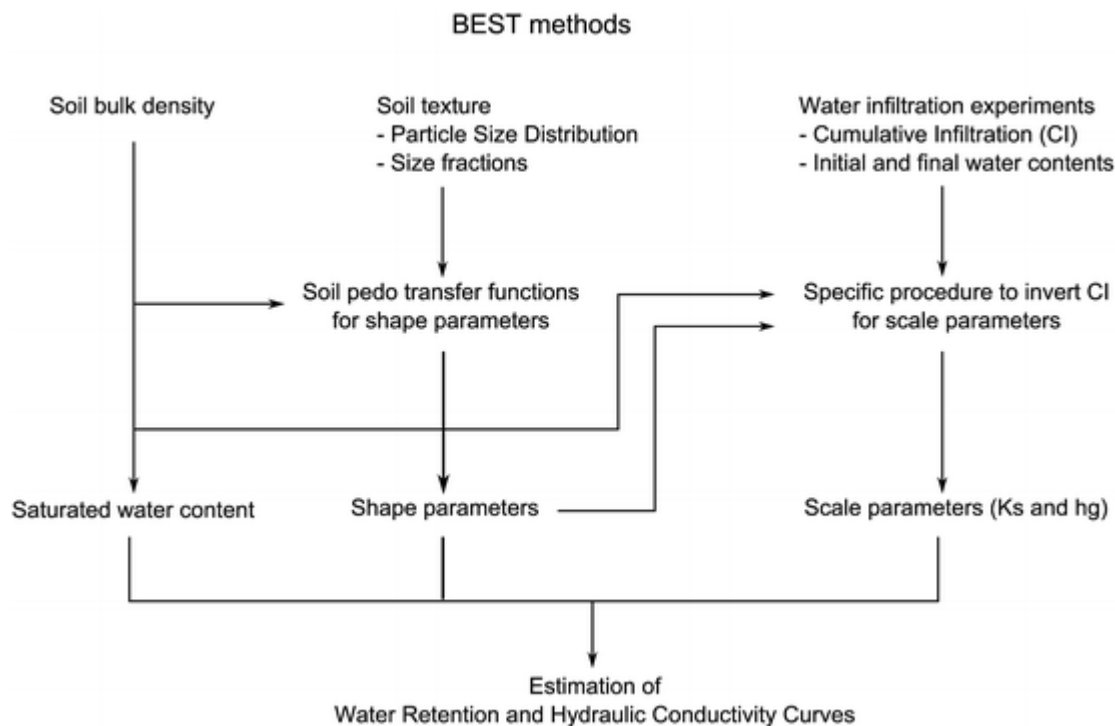 BEST methods
Soil bulk density
Soil texture
- Particle Size Distribution
- Size fractions
Water infiltration experiments
- Cumulative Infiltration (CI)
- Initial and final water contents
Soil pedo transfer functions
for shape parameters
Specific procedure to invert CI
for scale parameters
Saturated water content
Shape parameters
Scale parameters (Ks and hg)
Estimation of
Water Retention and Hydraulic Conductivity Curves